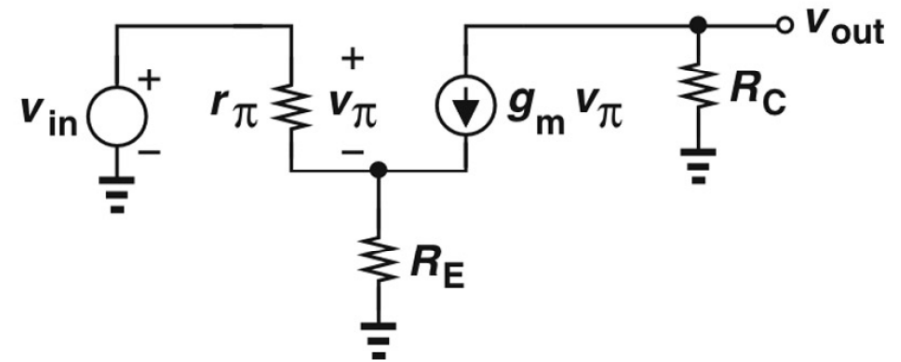 v_out
+
+
v_in
r_π
v_π
g_m v_π
R_C
−
−
R_E